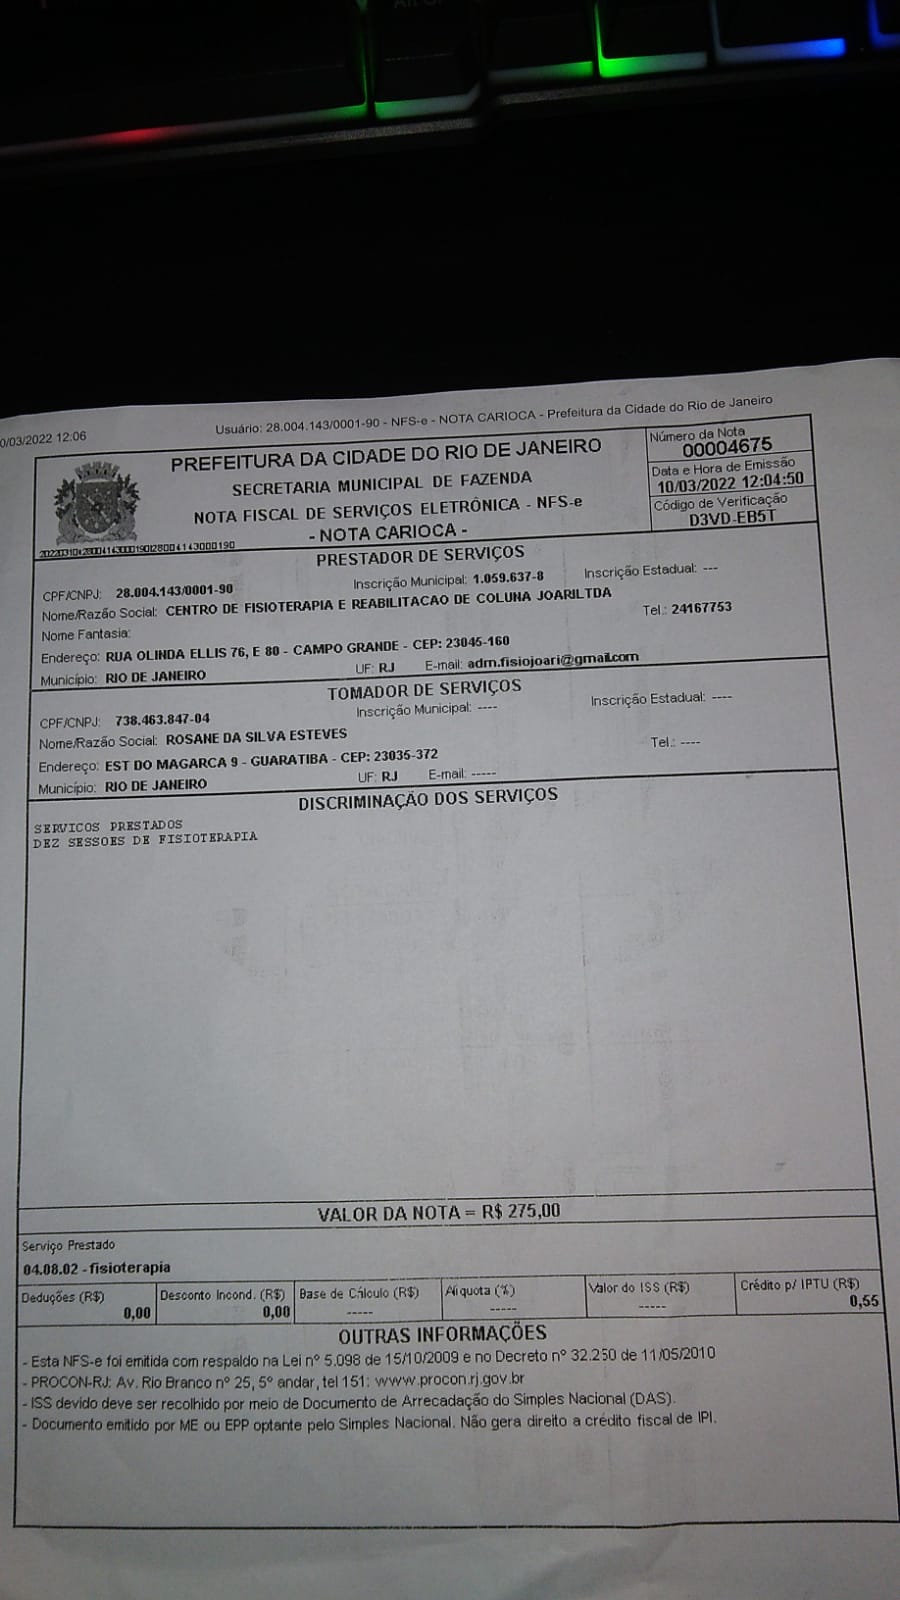 0/03/2022 12:06
Usuário: 28.004.143/0001-90 - NFS-e - NOTA CARIOCA - Prefeitura da Cidade do Rio de Janeiro
PREFEITURA DA CIDADE DO RIO DE JANEIRO
SECRETARIA MUNICIPAL DE FAZENDA
NOTA FISCAL DE SERVIÇOS ELETRÔNICA - NFS-e
- NOTA CARIOCA -
Número da Nota
00004675
Data e Hora de Emissão
10/03/2022 12:04:50
Código de Verificação
D3VD-EB5T
PRESTADOR DE SERVIÇOS
CPF/CNPJ: 28.004.143/0001-90 Inscrição Municipal: 1.059.637-8 Inscrição Estadual: ---
Nome/Razão Social: CENTRO DE FISIOTERAPIA E REABILITACAO DE COLUNA JOARI LTDA
Nome Fantasia: Tel.: 24167753
Endereço: RUA OLINDA ELLIS 76, E 80 - CAMPO GRANDE - CEP: 23045-160
Município: RIO DE JANEIRO UF: RJ E-mail: adm.fisiojoari@gmail.com
TOMADOR DE SERVIÇOS
CPF/CNPJ: 738.463.847-04 Inscrição Municipal: ---- Inscrição Estadual: ----
Nome/Razão Social: ROSANE DA SILVA ESTEVES
Endereço: EST DO MAGARCA 9 - GUARATIBA - CEP: 23035-372 Tel.: ----
Município: RIO DE JANEIRO UF: RJ E-mail: -----
DISCRIMINAÇÃO DOS SERVIÇOS
SERVICOS PRESTADOS
DEZ SESSOES DE FISIOTERAPIA
VALOR DA NOTA = R$ 275,00
Serviço Prestado
04.08.02 - fisioterapia
Deduções (R$) Desconto Incond. (R$) Base de Cálculo (R$) Alíquota (%) Valor do ISS (R$) Crédito p/ IPTU (R$)
0,00 0,00 ----- ----- ----- 0,55
OUTRAS INFORMAÇÕES
- Esta NFS-e foi emitida com respaldo na Lei nº 5.098 de 15/10/2009 e no Decreto nº 32.250 de 11/05/2010
- PROCON-RJ: Av. Rio Branco nº 25, 5º andar, tel 151: www.procon.rj.gov.br
- ISS devido deve ser recolhido por meio de Documento de Arrecadação do Simples Nacional (DAS).
- Documento emitido por ME ou EPP optante pelo Simples Nacional. Não gera direito a crédito fiscal de IPI.